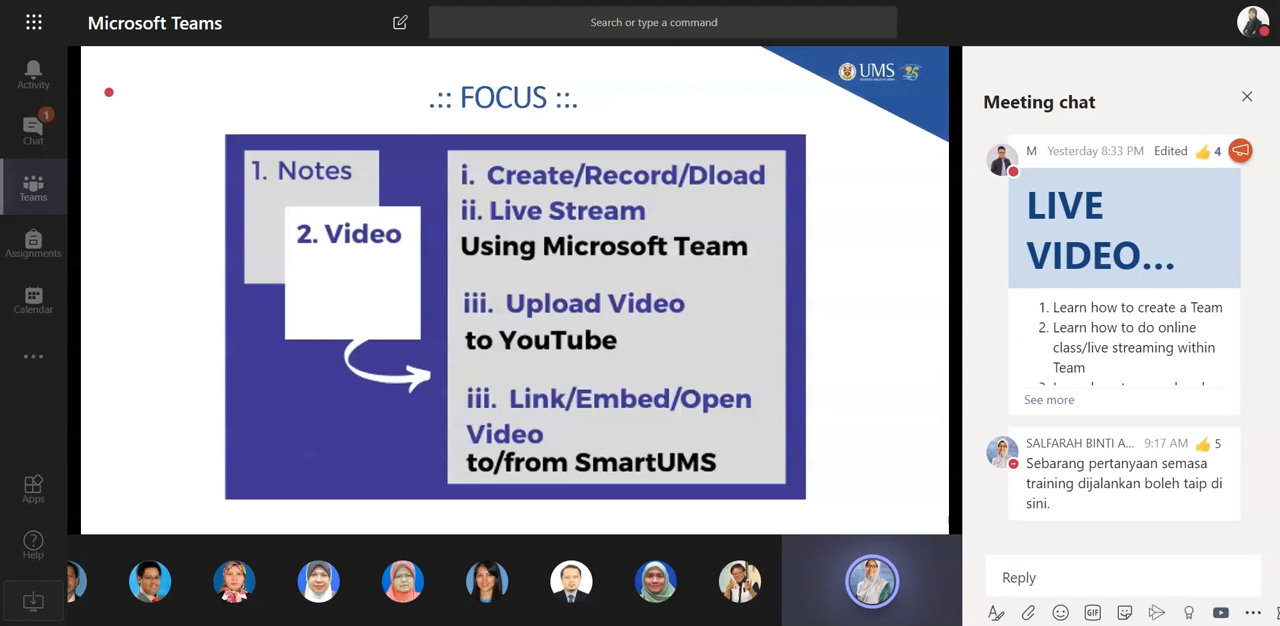 Microsoft Teams
Search or type a command
Activity
1
Chat
Teams
Assignments
Calendar
Apps
Help
UMS
25
.:: FOCUS ::.
1. Notes
2. Video
i. Create/Record/Dload
ii. Live Stream
Using Microsoft Team
iii. Upload Video
to YouTube
iii. Link/Embed/Open
Video
to/from SmartUMS
Meeting chat
M Yesterday 8:33 PM Edited 4
LIVE
VIDEO...
1. Learn how to create a Team
2. Learn how to do online
class/live streaming within
Team
See more
SALFARAH BINTI A... 9:17 AM 5
Sebarang pertanyaan semasa
training dijalankan boleh taip di
sini.
Reply
GIF